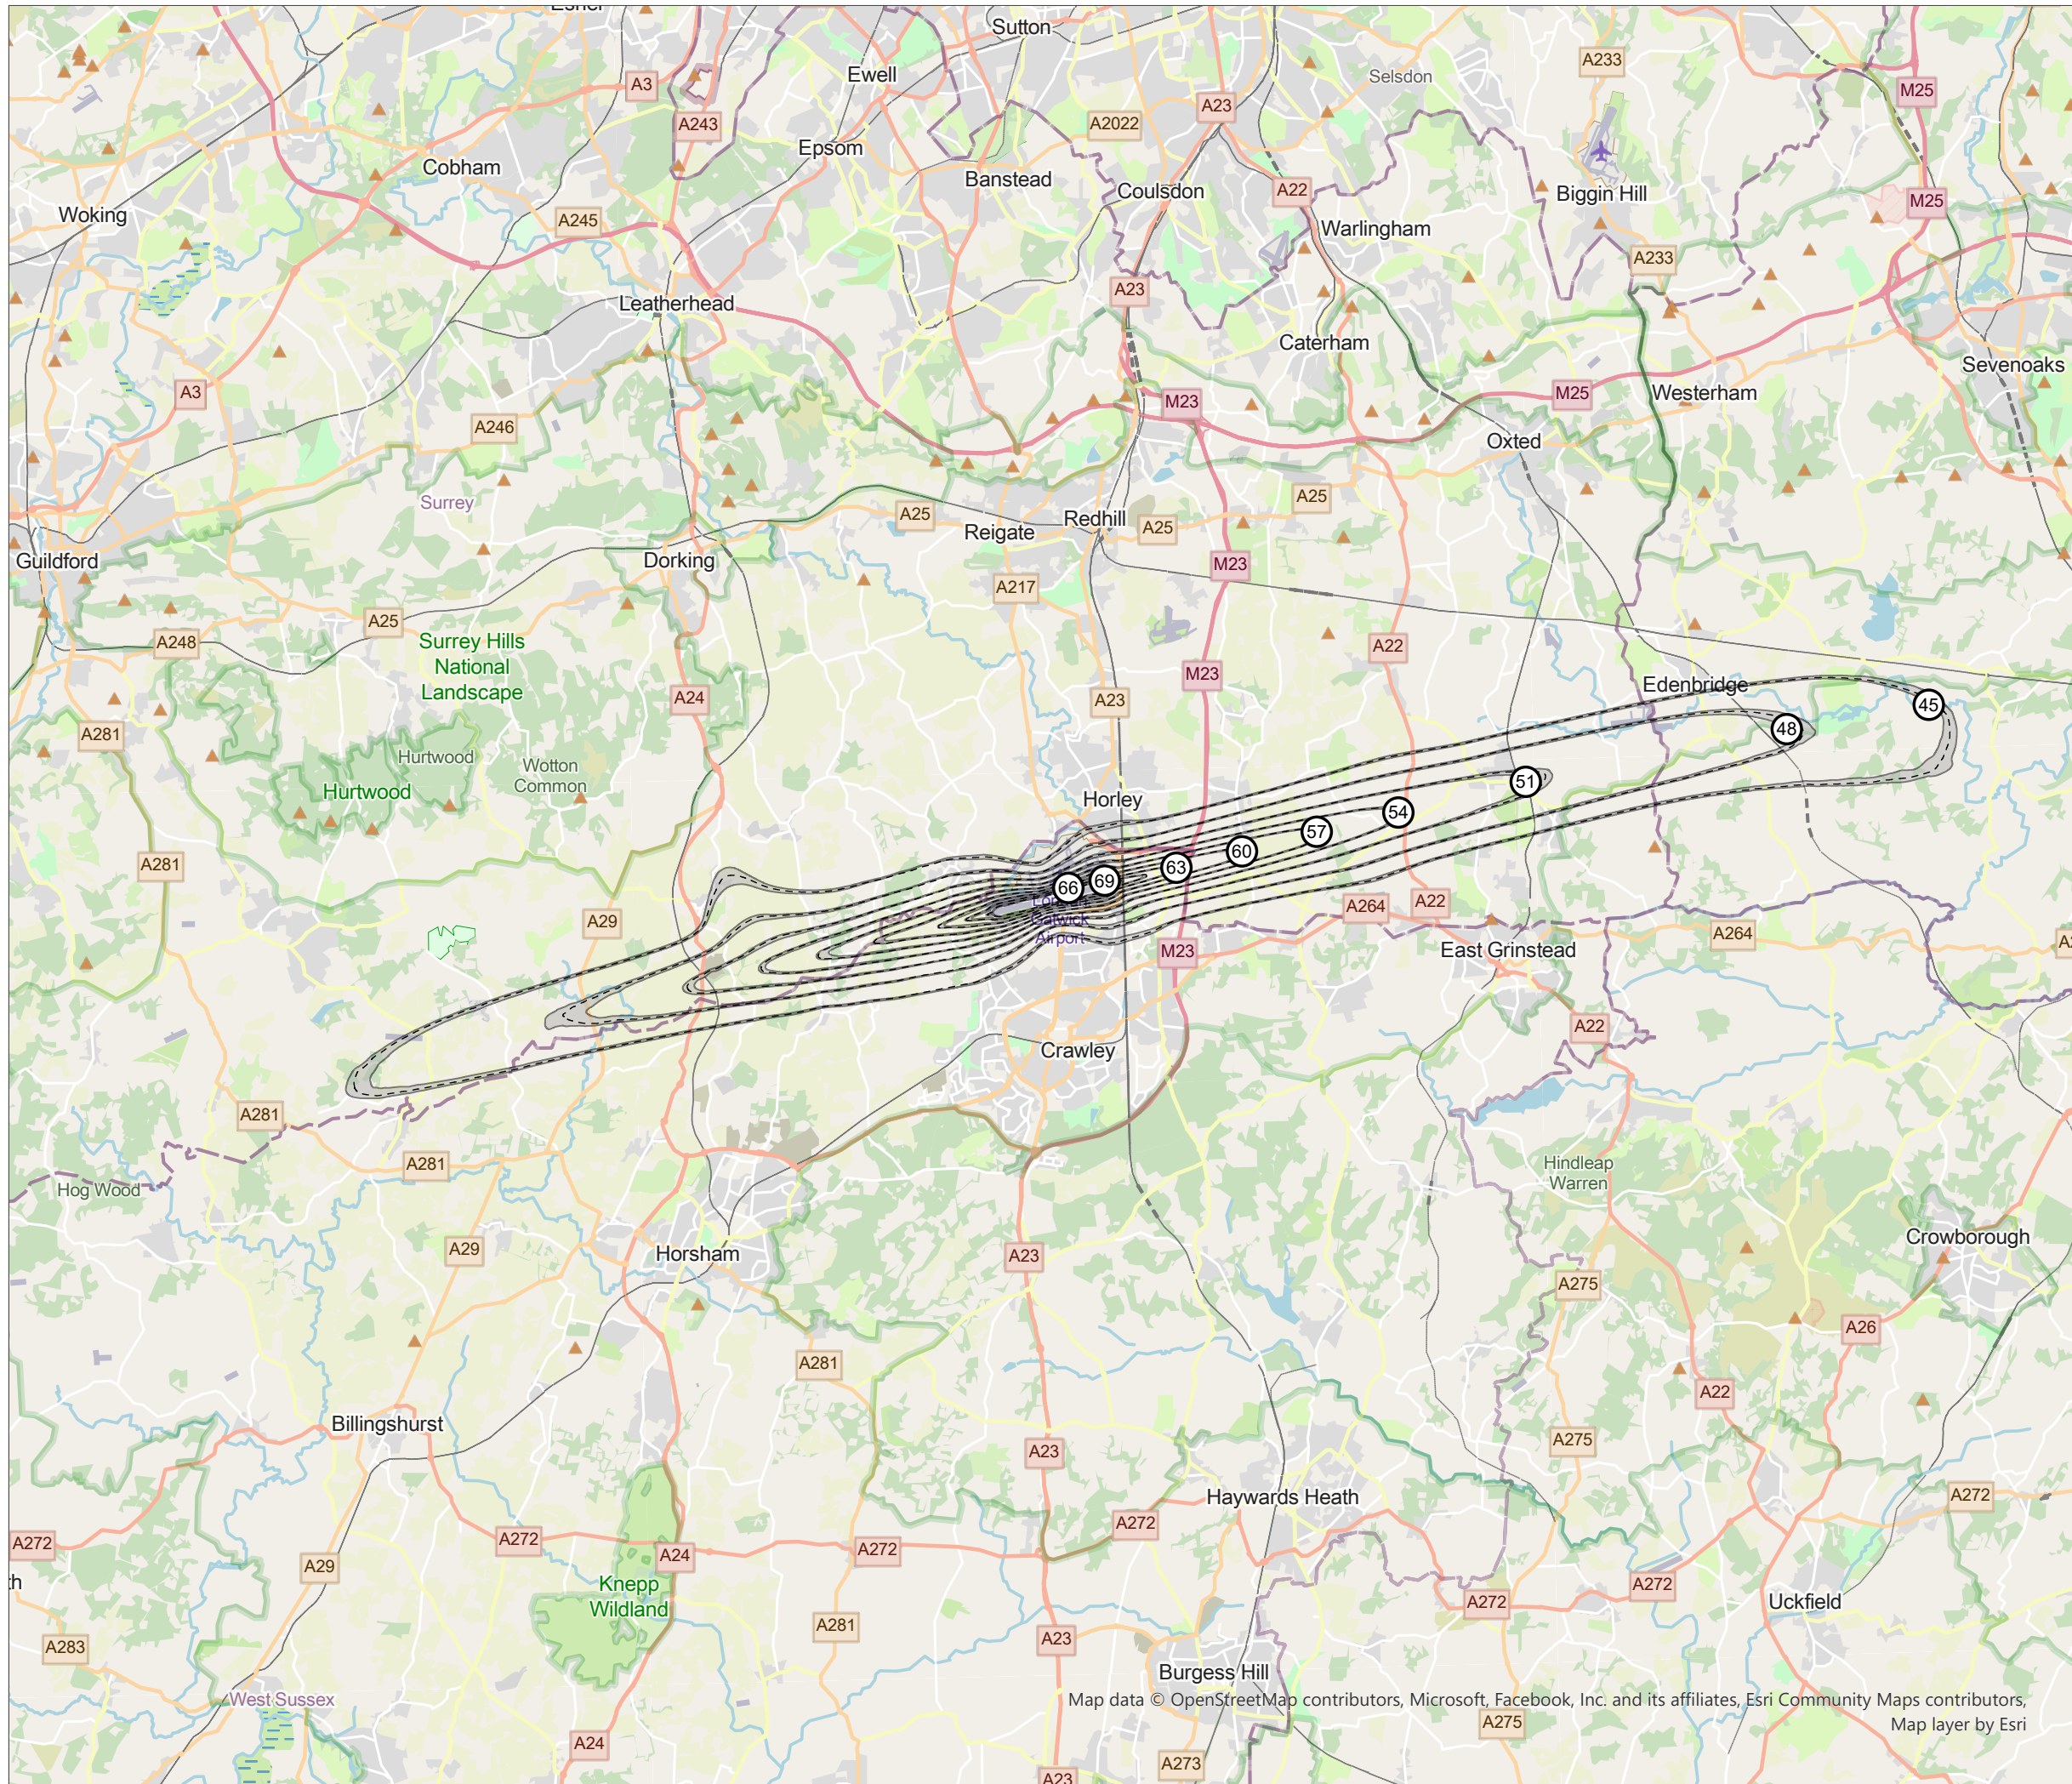 Sutton
A233
Ewell
Selsdon
A3
M25
A23
A243
A2022
Epsom
Cobham
Banstead
Coulsdon
A22
Biggin Hill
M25
Woking
A245
Warlingham
A233
A23
Leatherhead
Caterham
Sevenoaks
A3
M23
M25
Westerham
A246
Oxted
Surrey
A25
A25
Redhill
A25
Reigate
Guildford
Dorking
M23
A217
A25
A248
Surrey Hills
National
Landscape
A22
M23
Edenbridge
A24
A23
45
A281
48
Hurtwood
Wotton
Common
51
Hurtwood
Horley
54
57
60
A281
63
69
66
London
Gatwick
Airport
A22
A264
A29
A264
East Grinstead
M23
A22
Crawley
A281
A281
Hindleap
Warren
Hog Wood
Crowborough
A29
Horsham
A23
A275
A26
A281
A22
Billingshurst
A23
A275
Haywards Heath
A272
A272
A272
A272
A272
A24
A29
th
Knepp
Wildland
A272
A272
Uckfield
A281
A23
A283
Burgess Hill
West Sussex
Map data © OpenStreetMap contributors, Microsoft, Facebook, Inc. and its affiliates, Esri Community Maps contributors,
Map layer by Esri
A275
A24
A273
A23